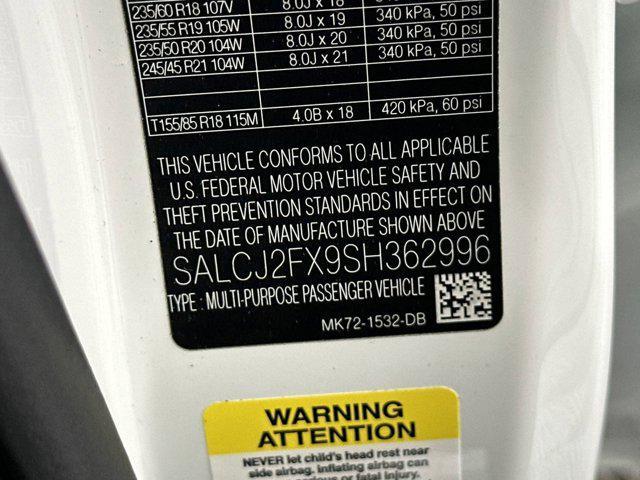 235/60 R18 107V 8.0J x 18
235/55 R19 105W 8.0J x 19 340 kPa, 50 psi
235/50 R20 104W 8.0J x 20 340 kPa, 50 psi
245/45 R21 104W 8.0J x 21 340 kPa, 50 psi
T155/85 R18 115M 4.0B x 18 420 kPa, 60 psi
THIS VEHICLE CONFORMS TO ALL APPLICABLE
U.S. FEDERAL MOTOR VEHICLE SAFETY AND
THEFT PREVENTION STANDARDS IN EFFECT ON
THE DATE OF MANUFACTURE SHOWN ABOVE
SALCJ2FX9SH362996
TYPE : MULTI-PURPOSE PASSENGER VEHICLE
MK72-1532-DB
WARNING
ATTENTION
NEVER let child's head rest near
side airbag. Inflating airbag can
serious or fatal injury.